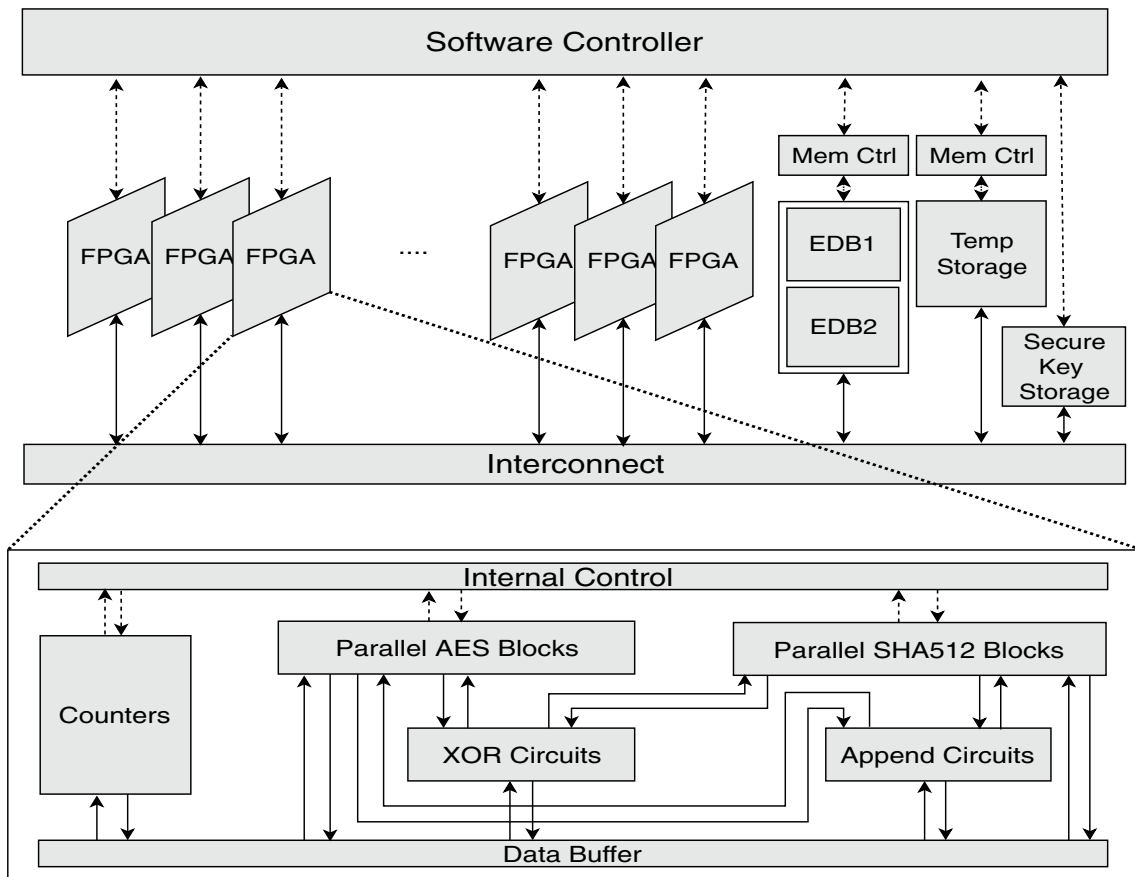 Software Controller
Mem Ctrl
Mem Ctrl
FPGA
FPGA
FPGA
....
FPGA
FPGA
FPGA
EDB1
EDB2
Temp
Storage
Secure
Key
Storage
Interconnect
Internal Control
Counters
Parallel AES Blocks
Parallel SHA512 Blocks
XOR Circuits
Append Circuits
Data Buffer